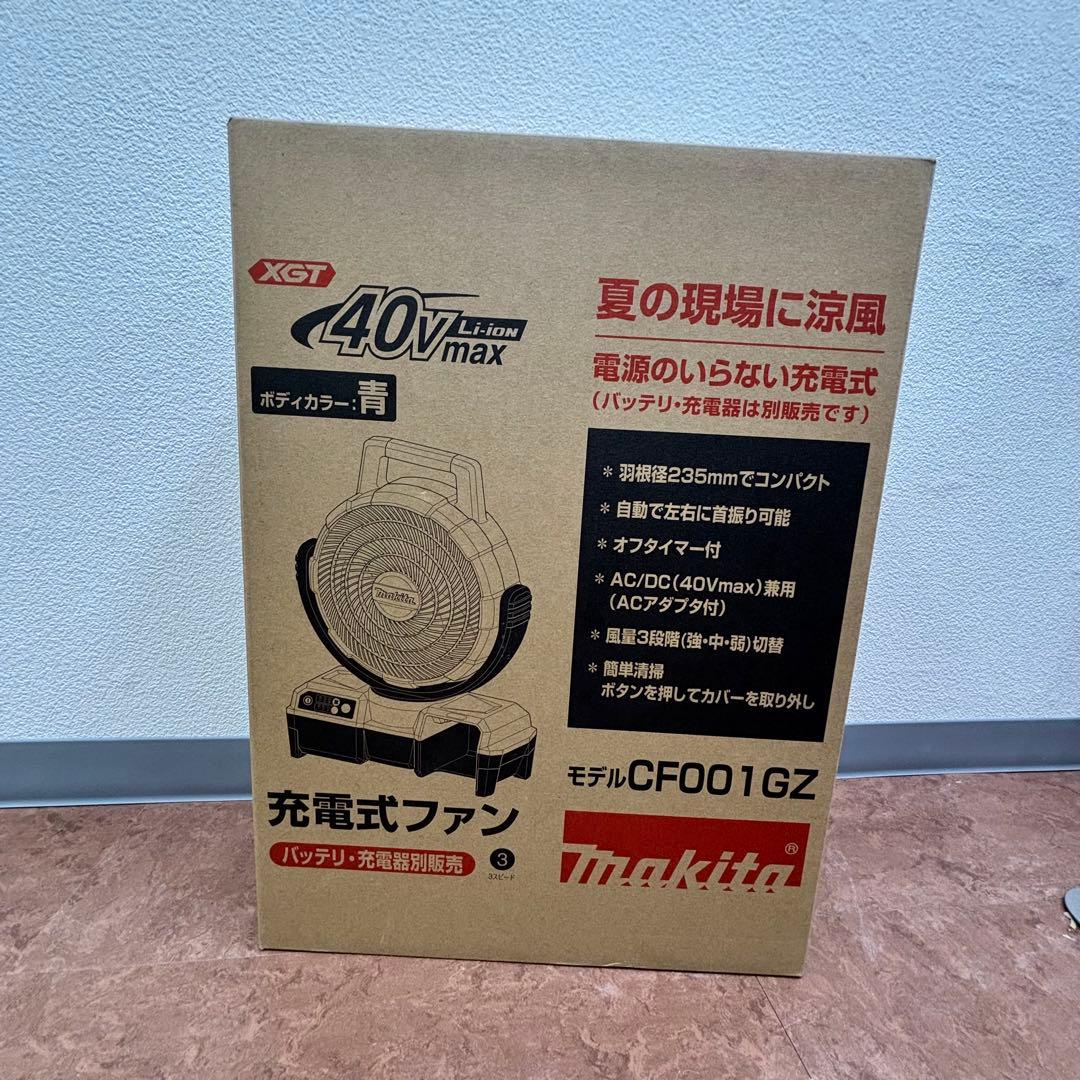 XGT
40Vmax Li-ion
ボディカラー:青
夏の現場に涼風
電源のいらない充電式
(バッテリ・充電器は別販売です)
* 羽根径235mmでコンパクト
* 自動で左右に首振り可能
* オフタイマー付
* AC/DC(40Vmax)兼用
(ACアダプタ付)
* 風量3段階(強・中・弱)切替
* 簡単清掃
ボタンを押してカバーを取り外し
makita
充電式ファン
バッテリ・充電器別販売
3
3スピード
モデルCF001GZ
makita®